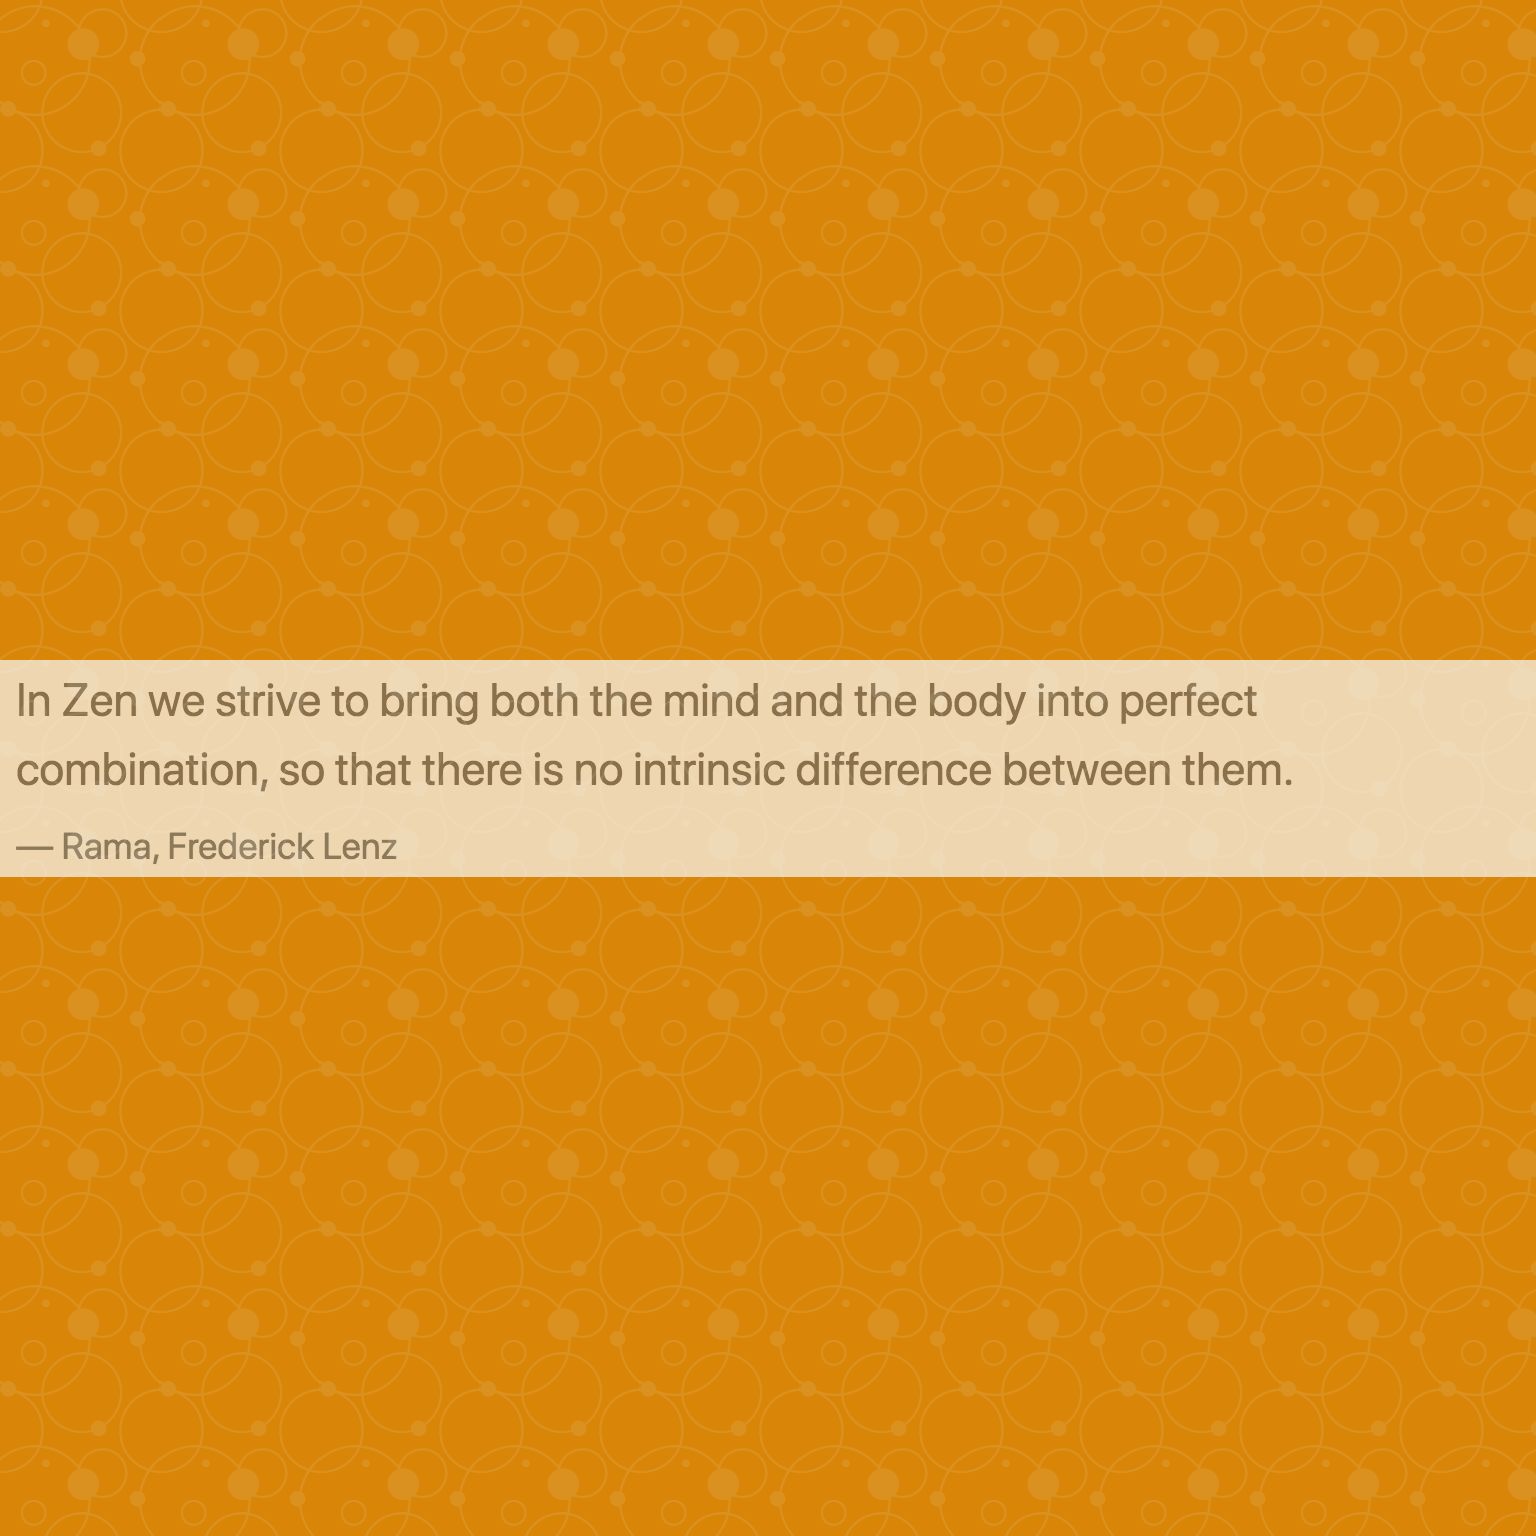 In Zen we strive to bring both the mind and the body into perfect
combination, so that there is no intrinsic difference between them.
— Rama, Frederick Lenz